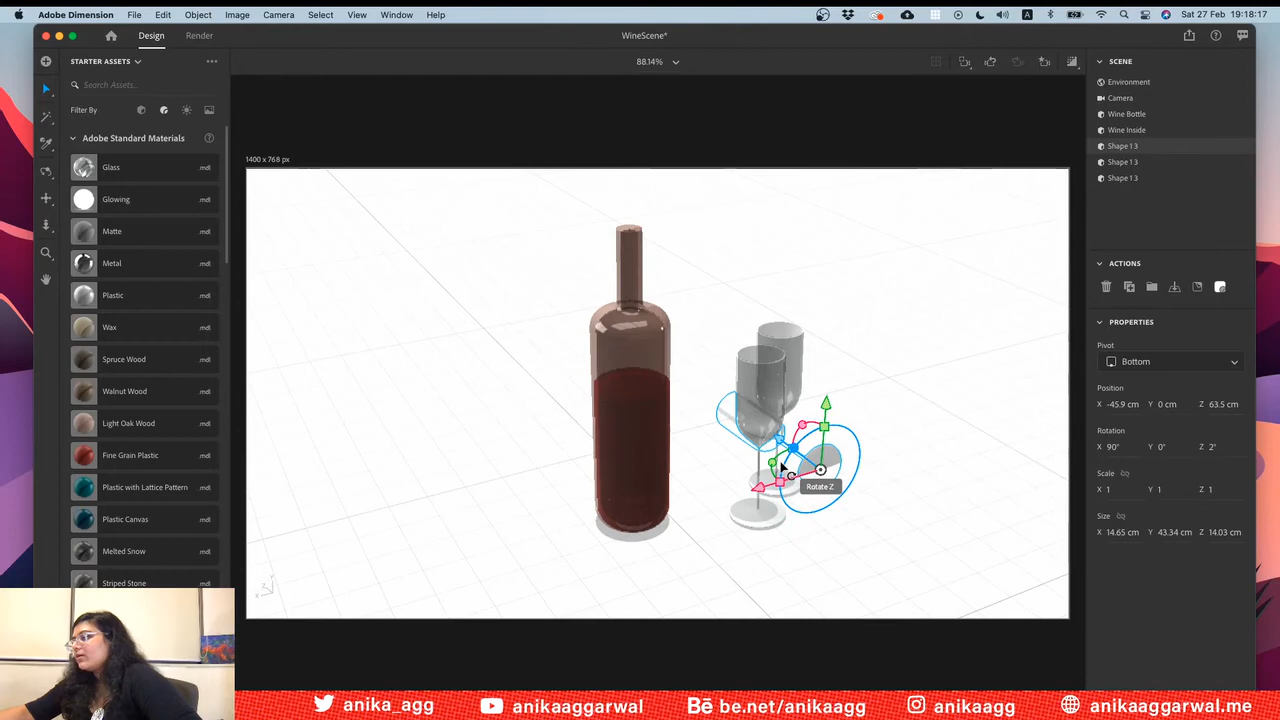 Adobe Dimension File Edit Object Image Camera Select View Window Help A Sat 27 Feb 19:18:17
Design Render WineScene*
STARTER ASSETS 88.14% SCENE
Search Assets... Environment
Camera
Filter By Wine Bottle
Wine Inside
Adobe Standard Materials Shape 1 3
1400 x 768 px
Glass .mdl Shape 1 3
Shape 1 3
Glowing .mdl
Matte .mdl
Metal .mdl ACTIONS
Plastic .mdl
Wax .mdl PROPERTIES
Pivot
Spruce Wood .mdl Bottom
Position
Walnut Wood .mdl X -45.9 cm Y 0 cm Z 63.5 cm
Light Oak Wood .mdl Rotation
X 90° Y 0° Z 2°
Fine Grain Plastic .mdl Scale
Plastic with Lattice Pattern .mdl Rotate Z X 1 Y 1 Z 1
Plastic Canvas .mdl Size
X 14.65 cm Y 43.34 cm Z 14.03 cm
Melted Snow .mdl
Striped Stone .mdl
anika_agg anikaaggarwal Bē be.net/anikaagg anikaagg anikaaggarwal.me